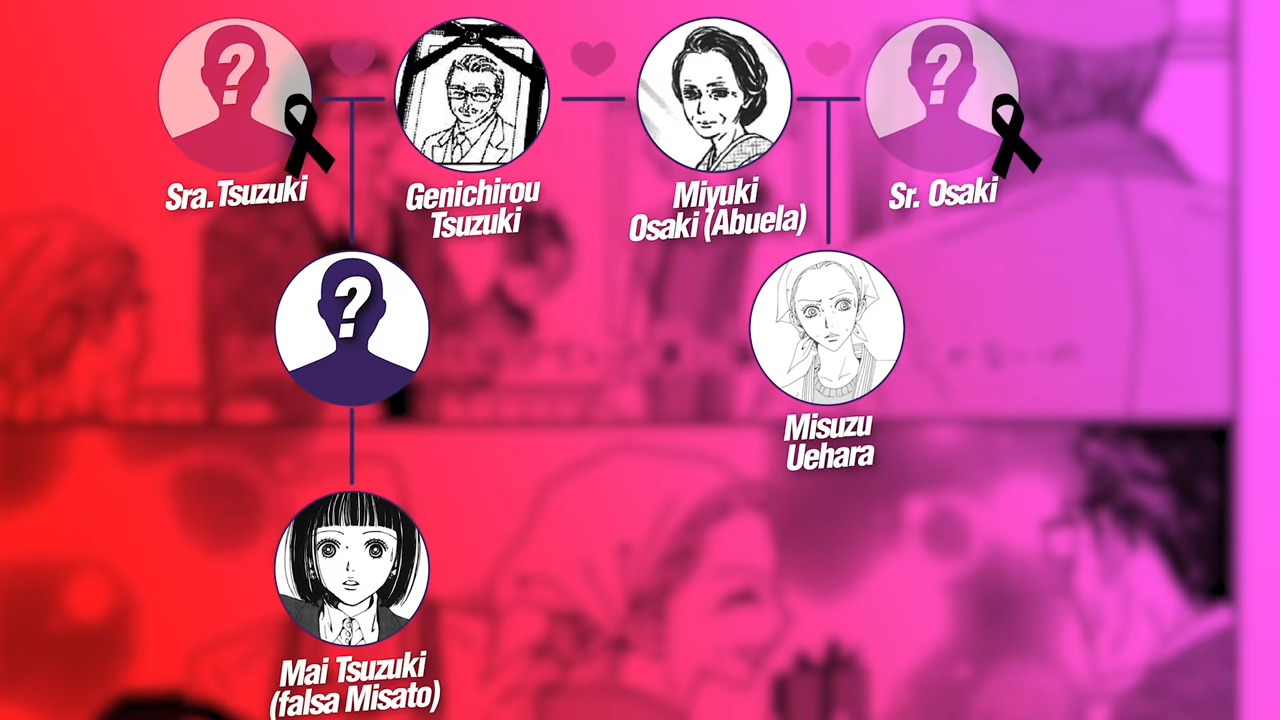 ?
?
Sra. Tsuzuki
Genichirou
Tsuzuki
Miyuki
Osaki (Abuela)
Sr. Osaki
?
Misuzu
Uehara
Mai Tsuzuki
(falsa Misato)